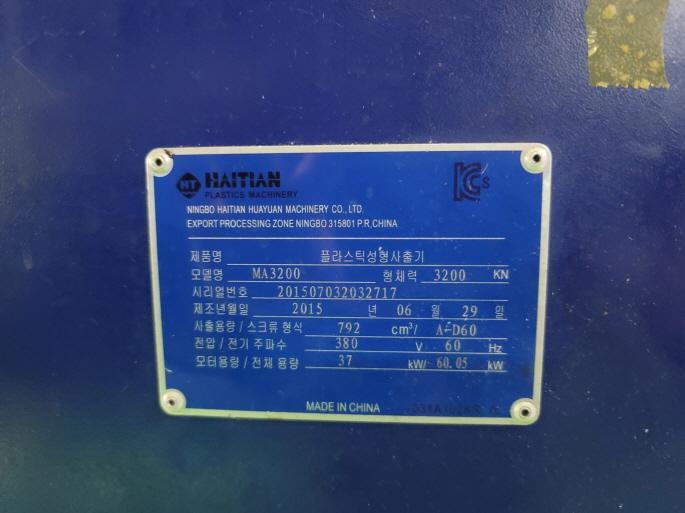 HT HAITIAN
PLASTICS MACHINERY
KCs
NINGBO HAITIAN HUAYUAN MACHINERY CO., LTD.
EXPORT PROCESSING ZONE NINGBO 315801 P.R,CHINA
제품명 플라스틱성형사출기
모델명 MA3200 형체력 3200 KN
시리얼번호 201507032032717
제조년월일 2015 년 06 월 29 일
사출용량 / 스크류 형식 792 cm³/ A-D60
전압 / 전기 주파수 380 V 60 Hz
모터용량 / 전체 용량 37 kW/ 60.05 kW
MADE IN CHINA